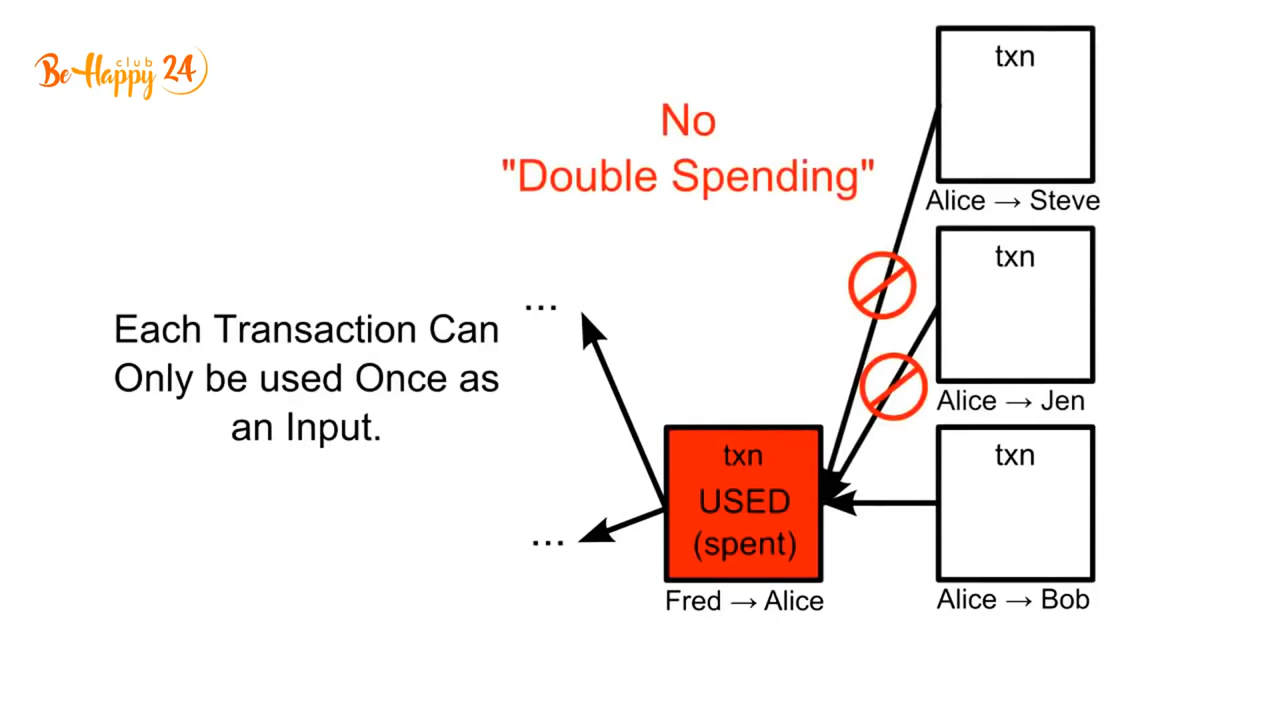 Be Happy 24
club
No
"Double Spending"
Each Transaction Can
Only be used Once as
an Input.
...
...
txn
Alice → Steve
txn
Alice → Jen
txn
USED
(spent)
Fred → Alice
txn
Alice → Bob